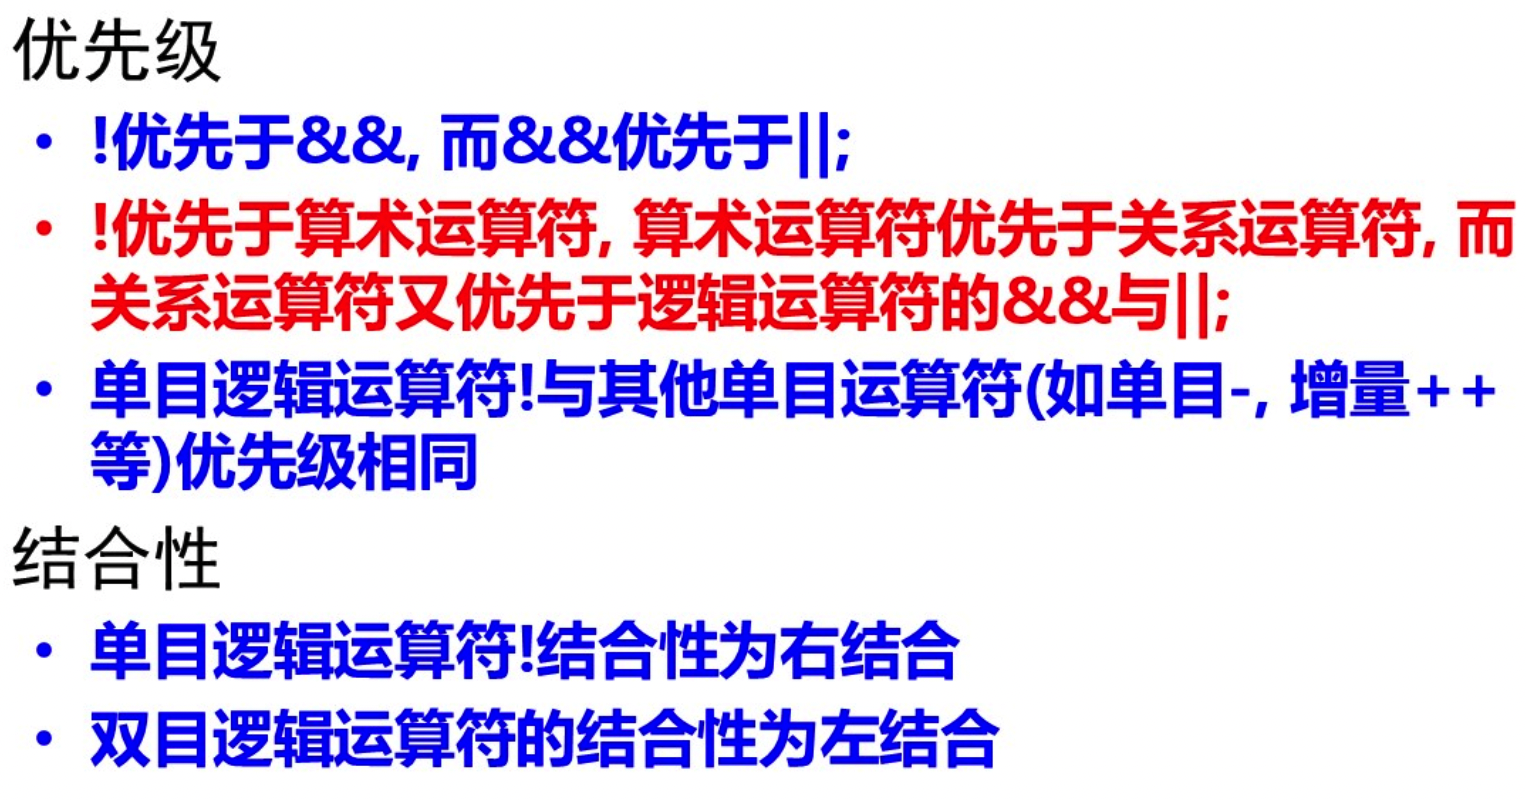 优先级
• !优先于&&, 而&&优先于||;
• !优先于算术运算符, 算术运算符优先于关系运算符, 而
关系运算符又优先于逻辑运算符的&&与||;
• 单目逻辑运算符!与其他单目运算符(如单目-, 增量++
等)优先级相同
结合性
• 单目逻辑运算符!结合性为右结合
• 双目逻辑运算符的结合性为左结合